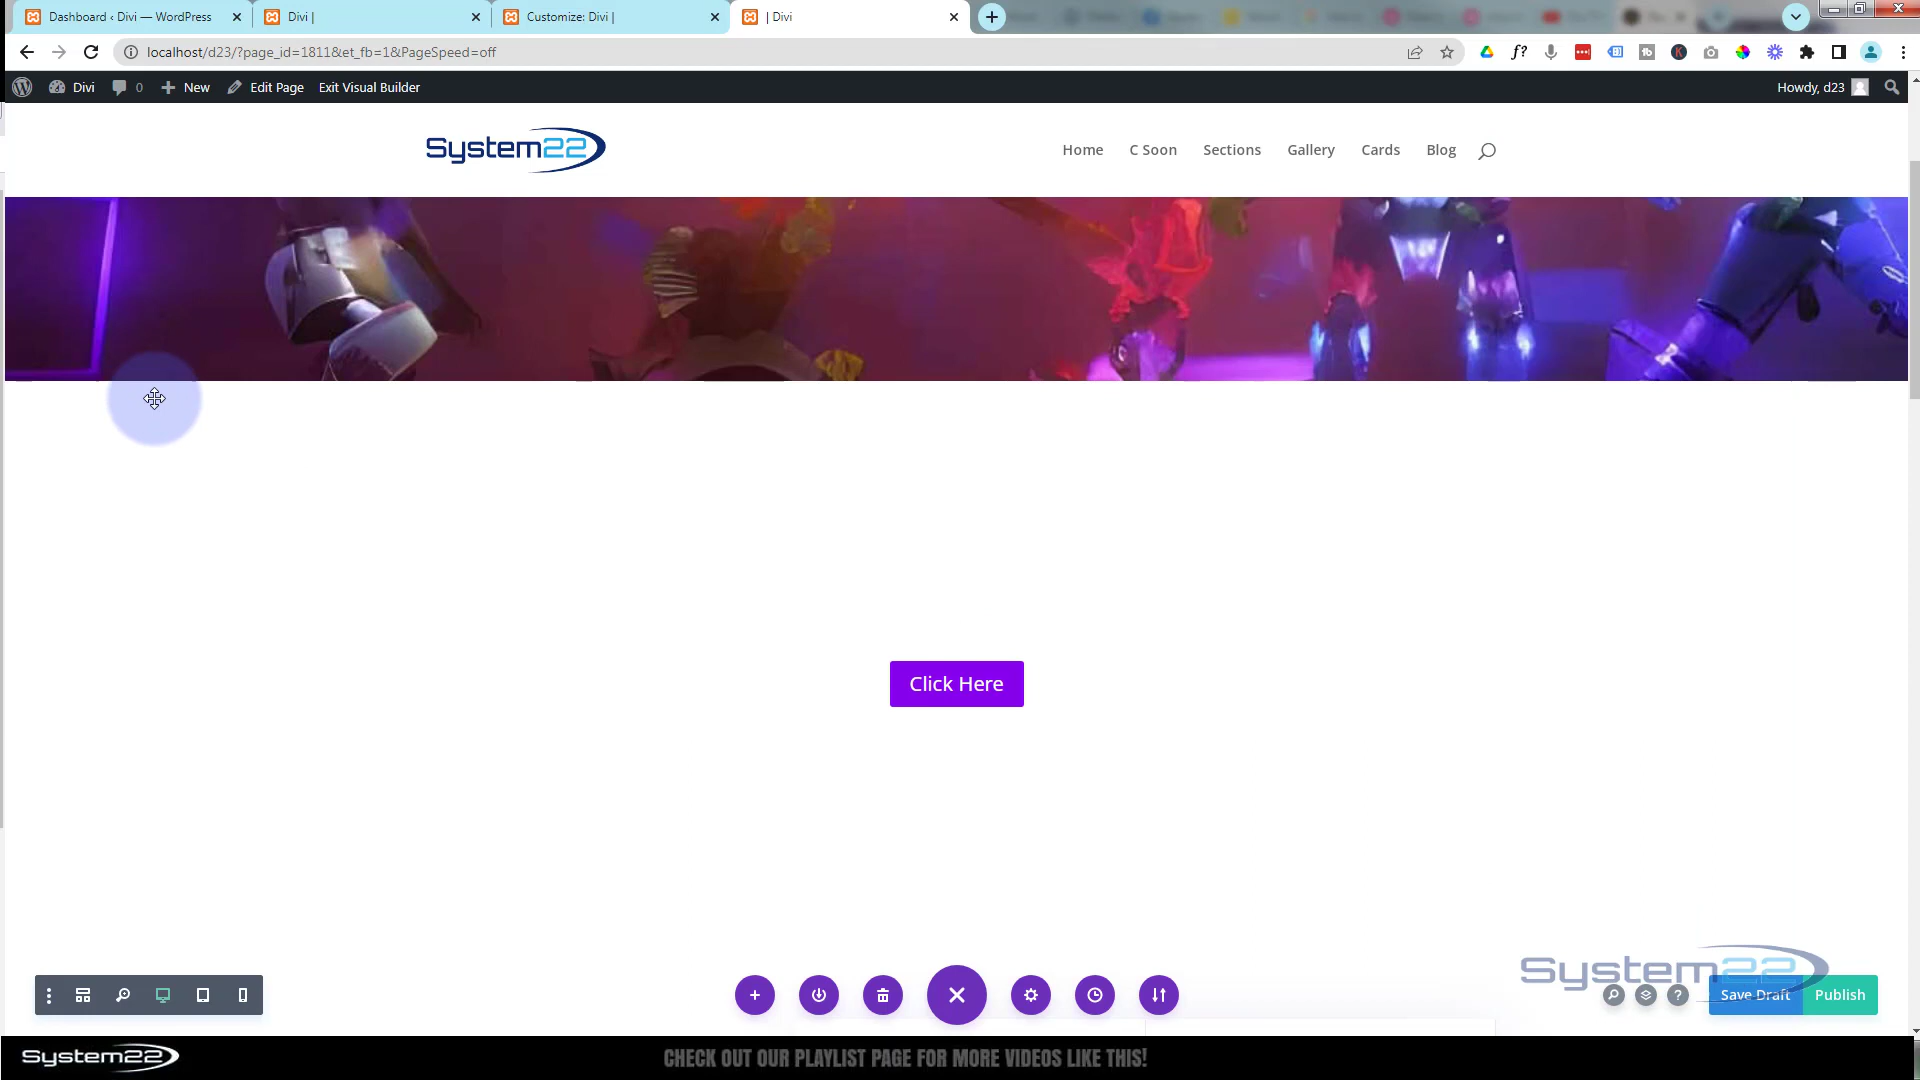 Dashboard ‹ Divi — WordPress
Divi |
Customize: Divi |
| Divi
localhost/d23/?page_id=1811&et_fb=1&PageSpeed=off
Divi
0
New
Edit Page
Exit Visual Builder
Howdy, d23
System22
Home
C Soon
Sections
Gallery
Cards
Blog
Click Here
System22
Save Draft
Publish
System22
CHECK OUT OUR PLAYLIST PAGE FOR MORE VIDEOS LIKE THIS!